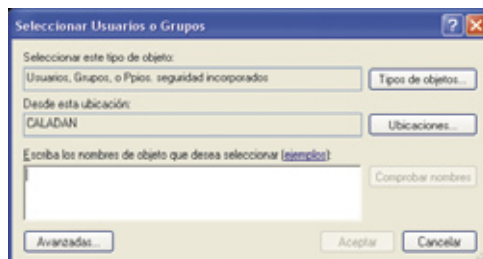 Seleccionar Usuarios o Grupos
Seleccionar este tipo de objeto:
Usuarios, Grupos, o Ppios. seguridad incorporados
Tipos de objetos...
Desde esta ubicación:
CALADAN
Ubicaciones...
Escriba los nombres de objeto que desea seleccionar (ejemplos):
Comprobar nombres
Avanzadas...
Aceptar
Cancelar